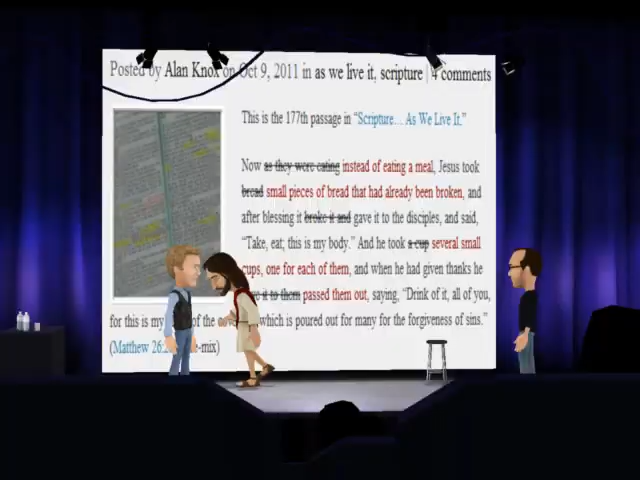 Posted by Alan Knox on Oct 9, 2011 in as we live it, scripture | 4 comments
This is the 177th passage in “Scripture… As We Live It.”
Now as they were eating instead of eating a meal, Jesus took
bread small pieces of bread that had already been broken, and
after blessing it broke it and gave it to the disciples, and said,
“Take, eat; this is my body.” And he took a cup several small
cups, one for each of them, and when he had given thanks he
it to them passed them out, saying, “Drink of it, all of you,
for this is my of the which is poured out for many for the forgiveness of sins.”
(Matthew 26: -mix)